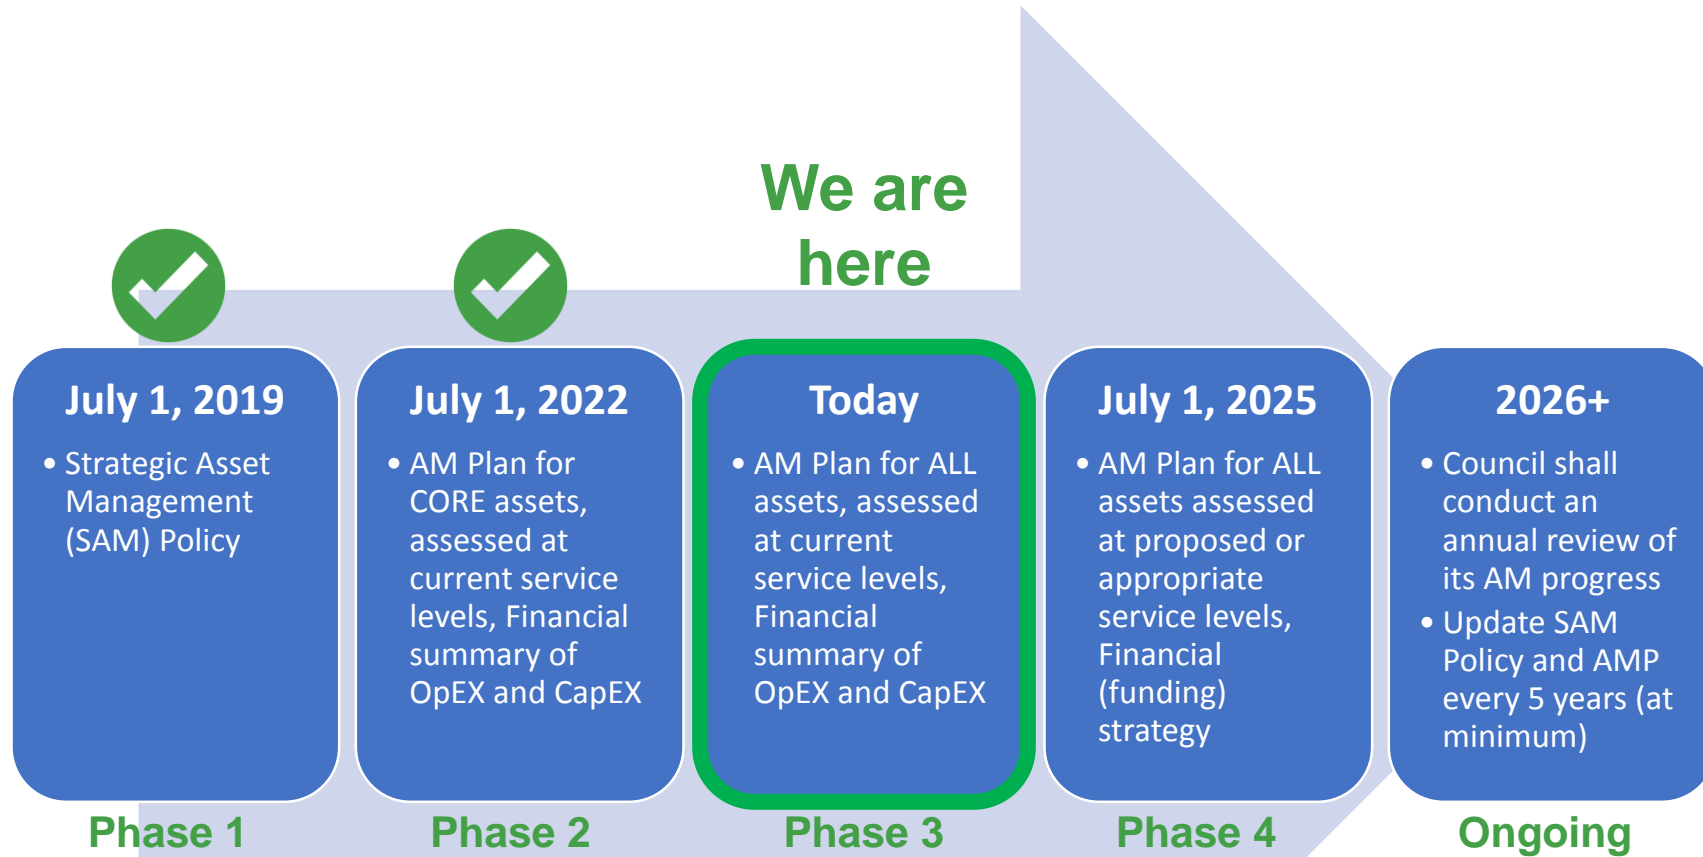 We are
here
July 1, 2019
• Strategic Asset
Management
(SAM) Policy
Phase 1
July 1, 2022
• AM Plan for
CORE assets,
assessed at
current service
levels, Financial
summary of
OpEX and CapEX
Phase 2
Today
• AM Plan for ALL
assets, assessed
at current
service levels,
Financial
summary of
OpEX and CapEX
Phase 3
July 1, 2025
• AM Plan for ALL
assets assessed
at proposed or
appropriate
service levels,
Financial
(funding)
strategy
Phase 4
2026+
• Council shall
conduct an
annual review of
its AM progress
• Update SAM
Policy and AMP
every 5 years (at
minimum)
Ongoing